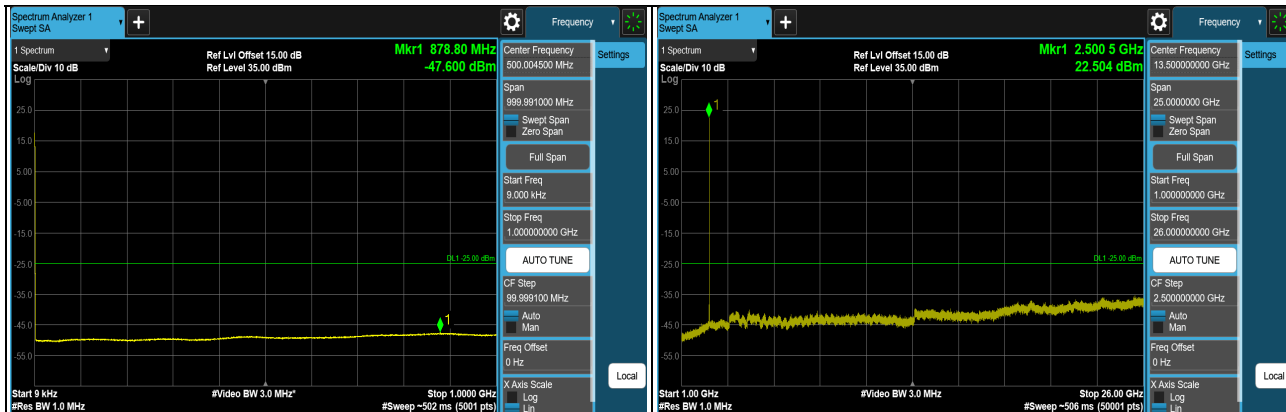 Spectrum Analyzer 1
Swept SA
+
Frequency
1 Spectrum
Scale/Div 10 dB
Log
Ref Lvl Offset 15.00 dB
Ref Level 35.00 dBm
Mkr1 878.80 MHz
-47.600 dBm
25.0
15.0
5.00
-5.00
-15.0
-25.0
-35.0
-45.0
-55.0
DL1 -25.00 dBm
1
Start 9 kHz
#Res BW 1.0 MHz
#Video BW 3.0 MHz*
Stop 1.0000 GHz
#Sweep ~502 ms (5001 pts)
Center Frequency
500.004500 MHz
Span
999.991000 MHz
Swept Span
Zero Span
Full Span
Start Freq
9.000 kHz
Stop Freq
1.000000000 GHz
AUTO TUNE
CF Step
99.999100 MHz
Auto
Man
Freq Offset
0 Hz
X Axis Scale
Log
Lin
Settings
Local
Spectrum Analyzer 1
Swept SA
+
Frequency
1 Spectrum
Scale/Div 10 dB
Log
Ref Lvl Offset 15.00 dB
Ref Level 35.00 dBm
Mkr1 2.500 5 GHz
22.504 dBm
25.0
15.0
5.00
-5.00
-15.0
-25.0
-35.0
-45.0
-55.0
1
DL1 -25.00 dBm
Start 1.00 GHz
#Res BW 1.0 MHz
#Video BW 3.0 MHz
Stop 26.00 GHz
#Sweep ~506 ms (50001 pts)
Center Frequency
13.500000000 GHz
Span
25.0000000 GHz
Swept Span
Zero Span
Full Span
Start Freq
1.000000000 GHz
Stop Freq
26.000000000 GHz
AUTO TUNE
CF Step
2.500000000 GHz
Auto
Man
Freq Offset
0 Hz
X Axis Scale
Log
Lin
Settings
Local